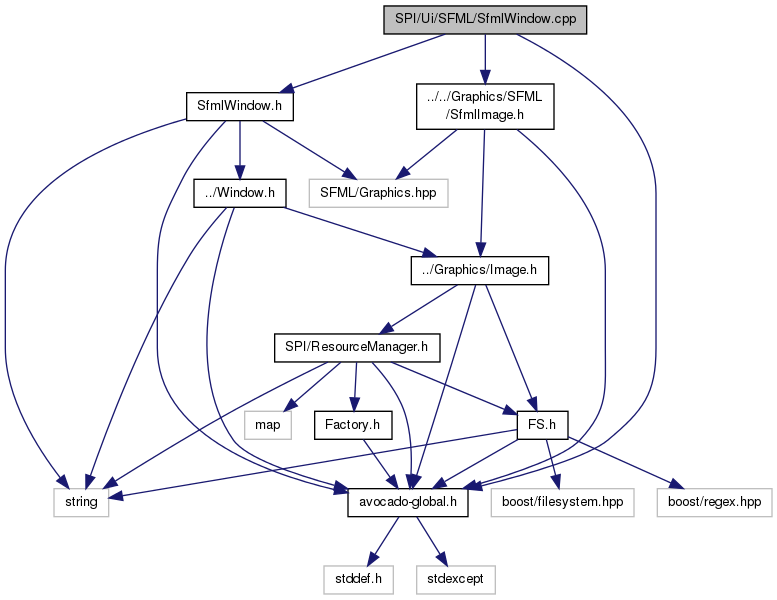 SPI/Ui/SFML/SfmlWindow.cpp
SfmlWindow.h
../../Graphics/SFML
/SfmlImage.h
../Window.h
SFML/Graphics.hpp
../Graphics/Image.h
SPI/ResourceManager.h
map
Factory.h
FS.h
string
avocado-global.h
boost/filesystem.hpp
boost/regex.hpp
stddef.h
stdexcept